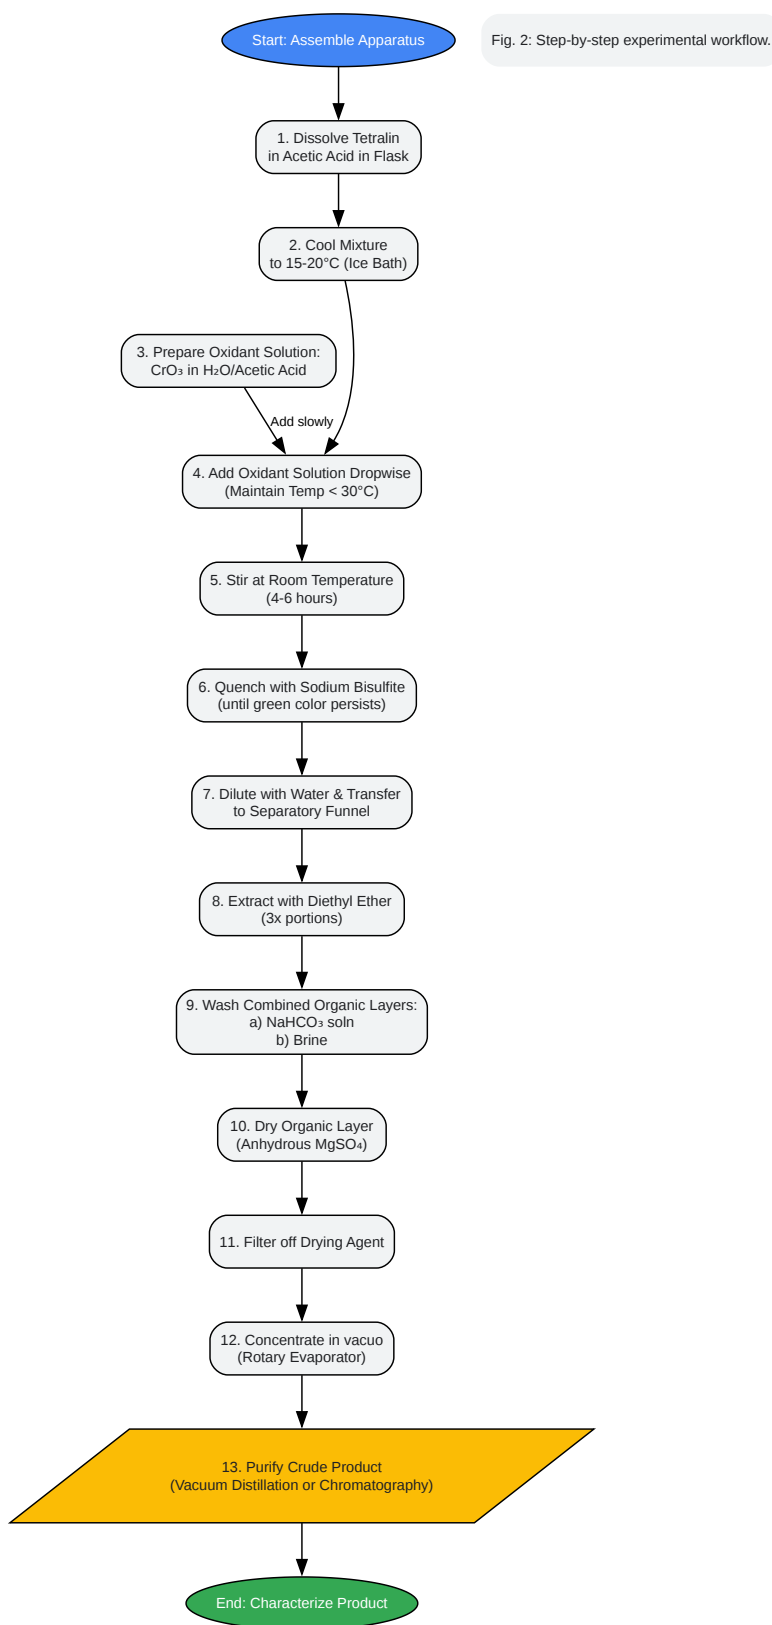 Start: Assemble Apparatus
Fig. 2: Step-by-step experimental workflow.
1. Dissolve Tetralin
in Acetic Acid in Flask
2. Cool Mixture
to 15-20°C (Ice Bath)
3. Prepare Oxidant Solution:
CrO₃ in H₂O/Acetic Acid
Add slowly
4. Add Oxidant Solution Dropwise
(Maintain Temp < 30°C)
5. Stir at Room Temperature
(4-6 hours)
6. Quench with Sodium Bisulfite
(until green color persists)
7. Dilute with Water & Transfer
to Separatory Funnel
8. Extract with Diethyl Ether
(3x portions)
9. Wash Combined Organic Layers:
a) NaHCO₃ soln
b) Brine
10. Dry Organic Layer
(Anhydrous MgSO₄)
11. Filter off Drying Agent
12. Concentrate in vacuo
(Rotary Evaporator)
13. Purify Crude Product
(Vacuum Distillation or Chromatography)
End: Characterize Product